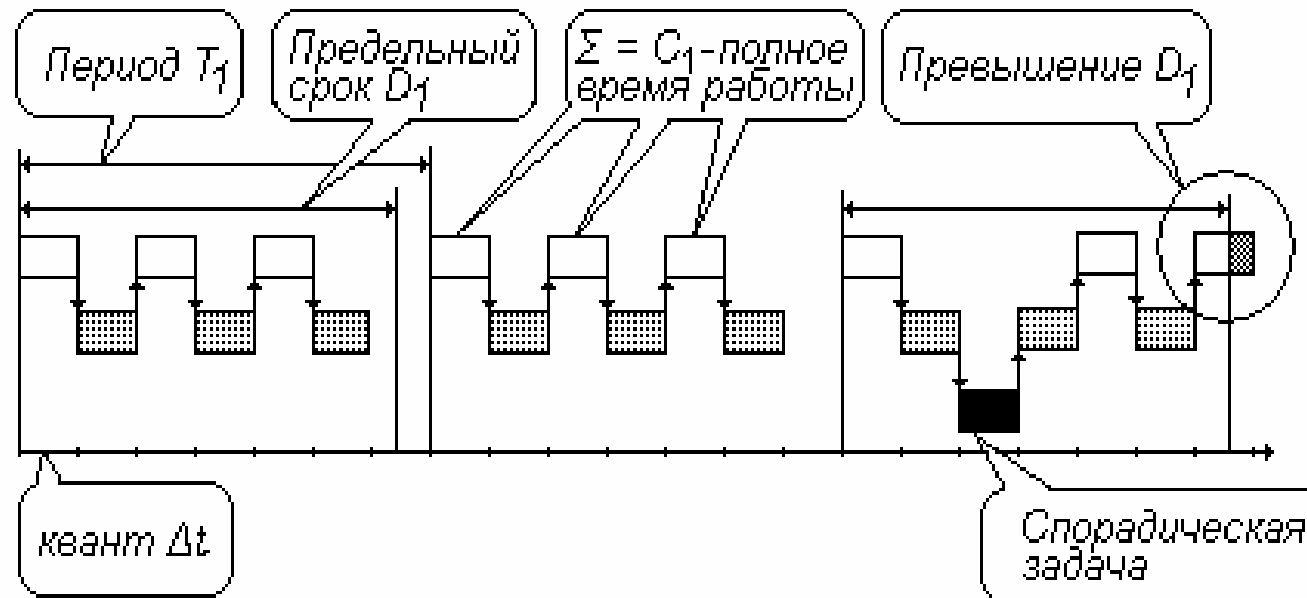 Период T₁
Предельный
срок D₁
Σ = C₁-полное
время работы
Превышение D₁
квант Δt
Спорадическая
задача